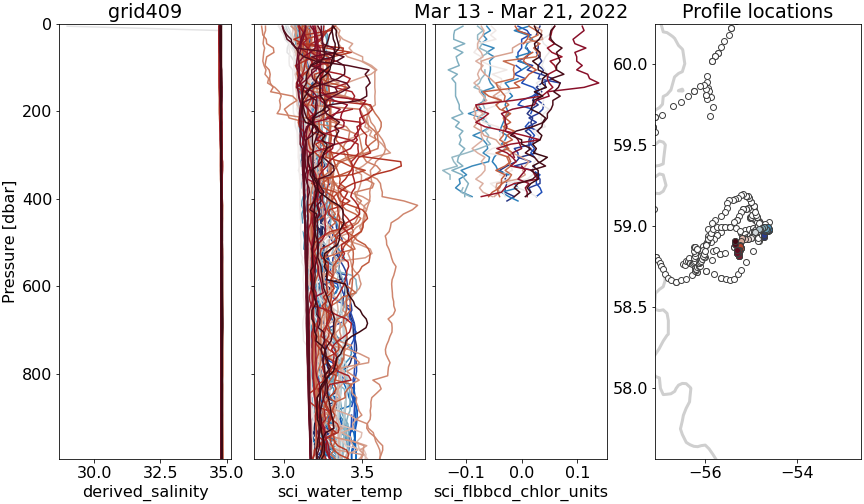 grid409
Mar 13 - Mar 21, 2022
Profile locations
0
200
400
600
800
Pressure [dbar]
60.0
59.5
59.0
58.5
58.0
30.0 32.5 35.0
3.0 3.5
−0.1 0.0 0.1
−56 −54
derived_salinity
sci_water_temp
sci_flbbcd_chlor_units